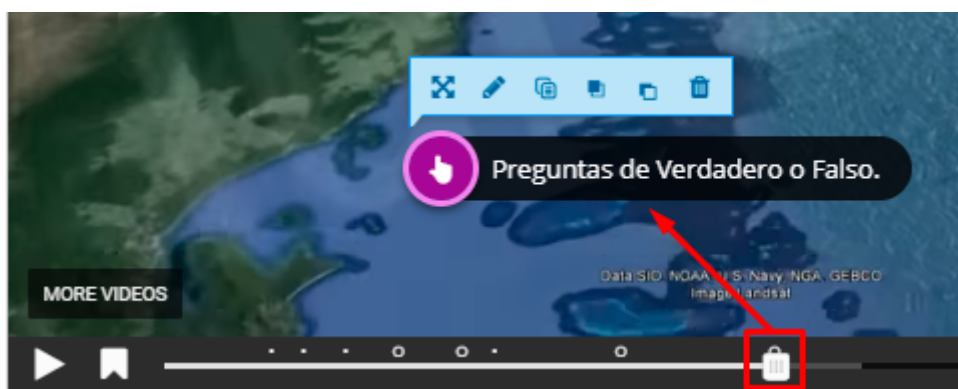 Preguntas de Verdadero o Falso.
Data SIO, NOAA, U.S. Navy, NGA, GEBCO
Image Landsat
MORE VIDEOS